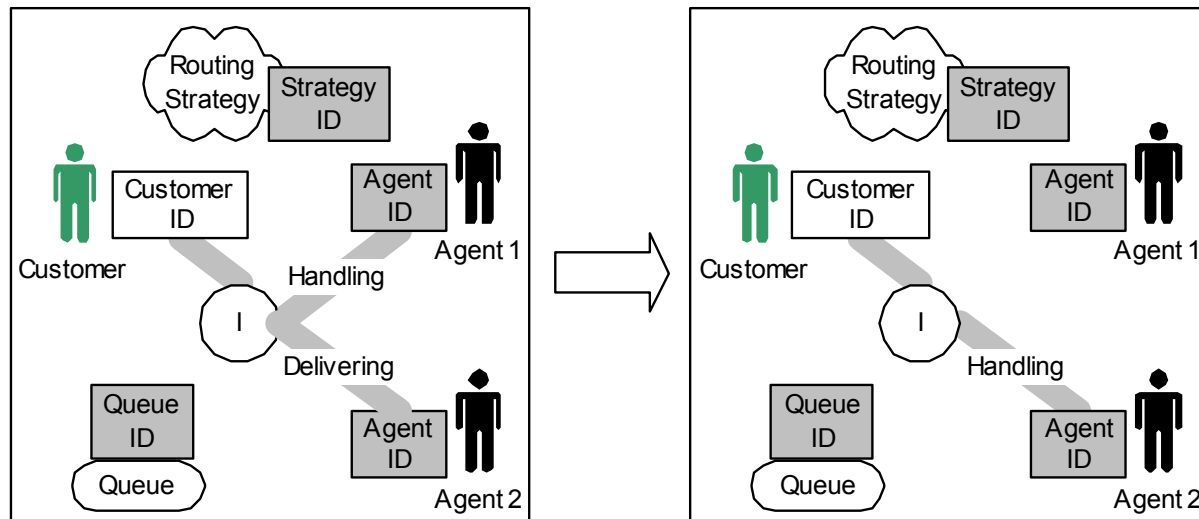 Routing
Strategy
Strategy
ID
Customer
ID
Agent
ID
Customer
Agent 1
Handling
I
Delivering
Queue
ID
Agent
ID
Queue
Agent 2
Routing
Strategy
Strategy
ID
Customer
ID
Agent
ID
Customer
Agent 1
I
Handling
Queue
ID
Agent
ID
Queue
Agent 2